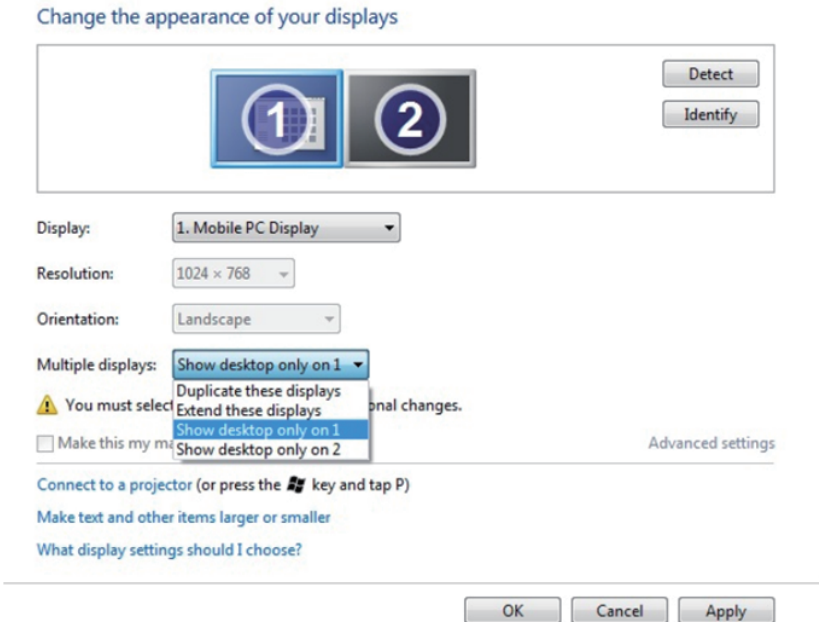 Change the appearance of your displays
1 2
Detect
Identify
Display: 1. Mobile PC Display
Resolution: 1024 × 768
Orientation: Landscape
Multiple displays: Show desktop only on 1
Duplicate these displays
You must select onal changes.
Extend these displays
Show desktop only on 1
Make this my Advanced settings
Show desktop only on 2
Connect to a projector (or press the key and tap P)
Make text and other items larger or smaller
What display settings should I choose?
OK Cancel Apply